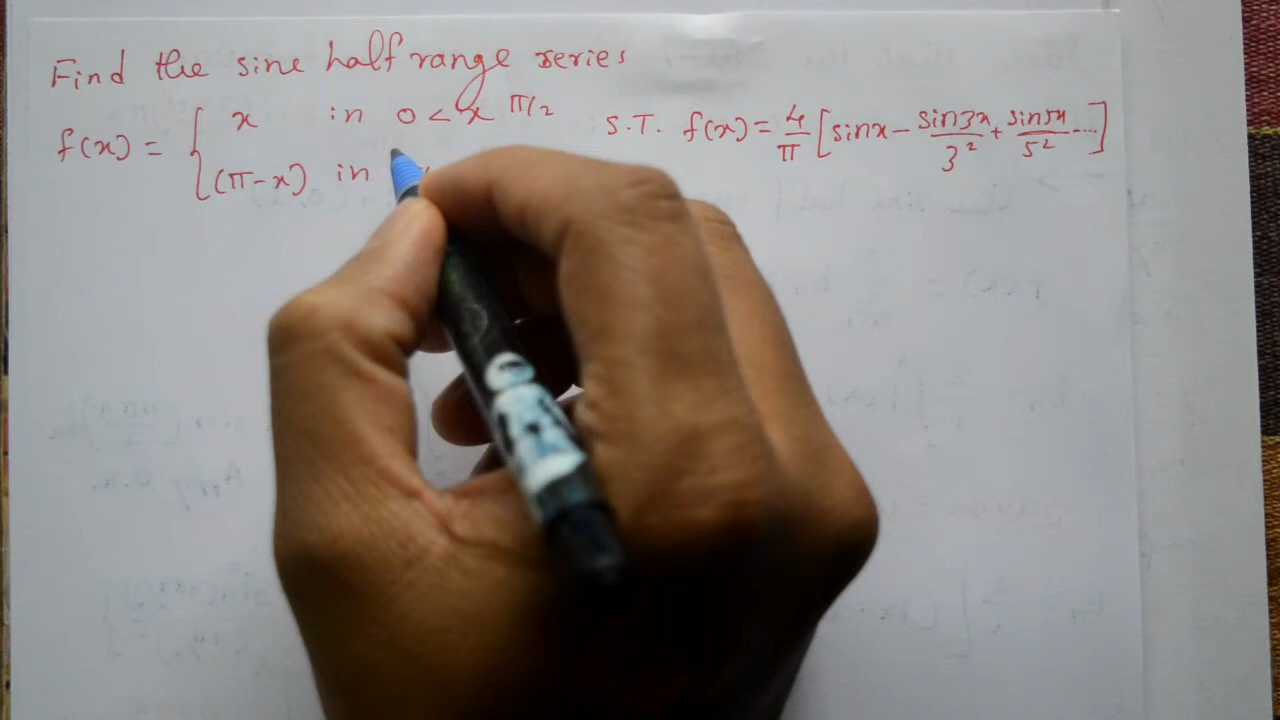 Find the sine half range series
f(x) = { x in 0 < x π/2 S.T. f(x) = 4/π [sinx - sin3x/3² + sin5x/5² ....]
(π-x) in